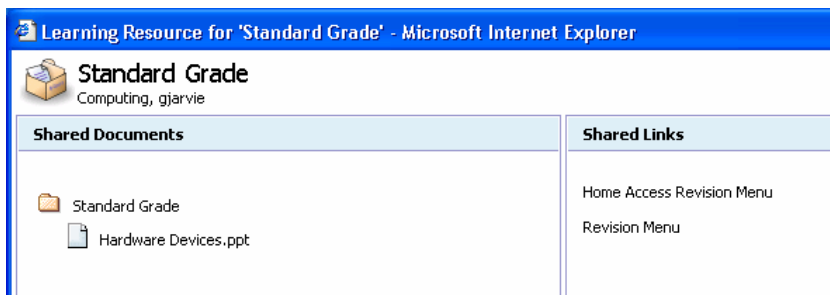 Learning Resource for 'Standard Grade' - Microsoft Internet Explorer
Standard Grade
Computing, gjarvie
Shared Documents
Standard Grade
Hardware Devices.ppt
Shared Links
Home Access Revision Menu
Revision Menu